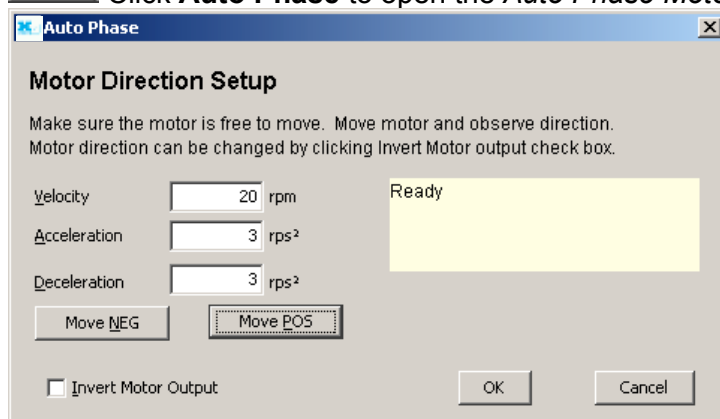 Click Auto Phase to open the Auto Phase Moto
Auto Phase
Motor Direction Setup
Make sure the motor is free to move. Move motor and observe direction.
Motor direction can be changed by clicking Invert Motor output check box.
Velocity 20 rpm
Ready
Acceleration 3 rps²
Deceleration 3 rps²
Move NEG Move POS
Invert Motor Output OK Cancel